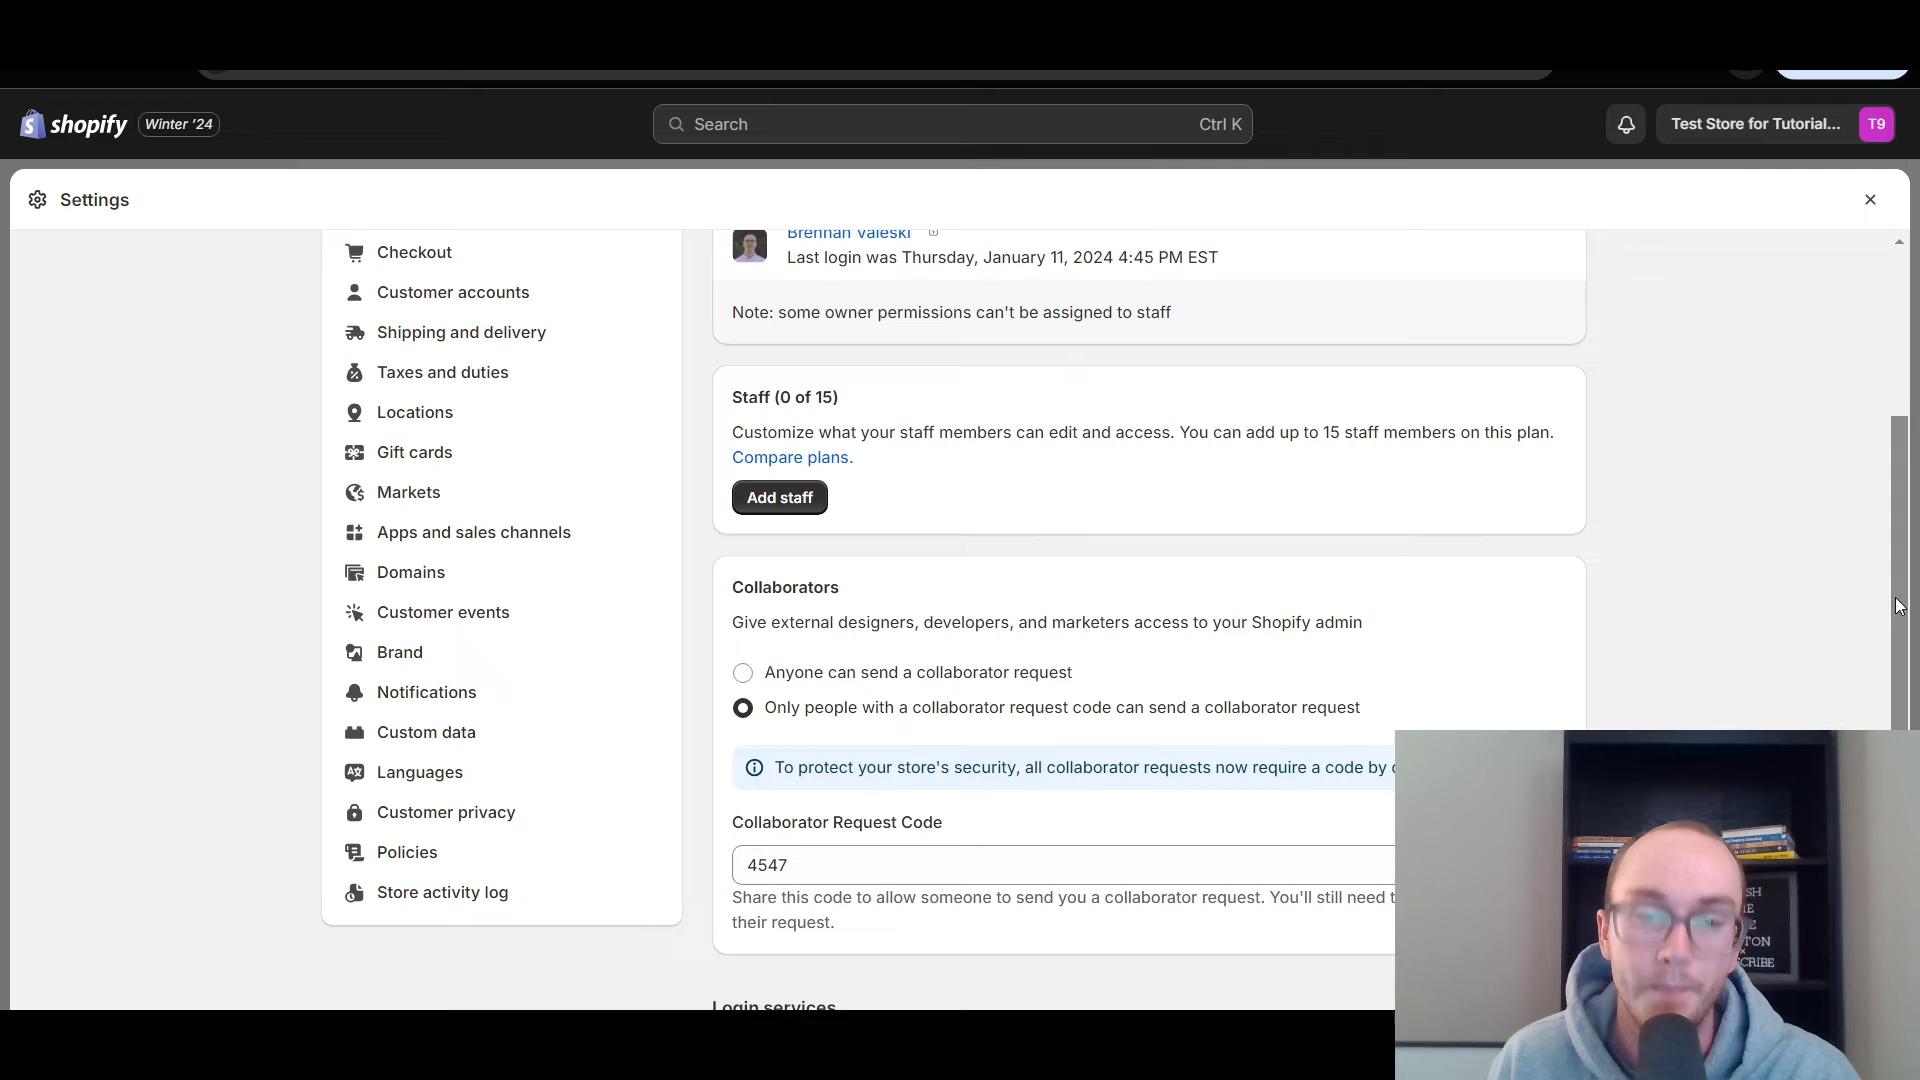 shopify Winter '24
Search Ctrl K
Test Store for Tutorial... T9
Settings
Checkout
Customer accounts
Shipping and delivery
Taxes and duties
Locations
Gift cards
Markets
Apps and sales channels
Domains
Customer events
Brand
Notifications
Custom data
Languages
Customer privacy
Policies
Store activity log
Brennan Valeski
Last login was Thursday, January 11, 2024 4:45 PM EST
Note: some owner permissions can't be assigned to staff
Staff (0 of 15)
Customize what your staff members can edit and access. You can add up to 15 staff members on this plan.
Compare plans.
Add staff
Collaborators
Give external designers, developers, and marketers access to your Shopify admin
Anyone can send a collaborator request
Only people with a collaborator request code can send a collaborator request
To protect your store's security, all collaborator requests now require a code by
Collaborator Request Code
4547
Share this code to allow someone to send you a collaborator request. You'll still need
their request.
Login services
SH
TON
CRIBE